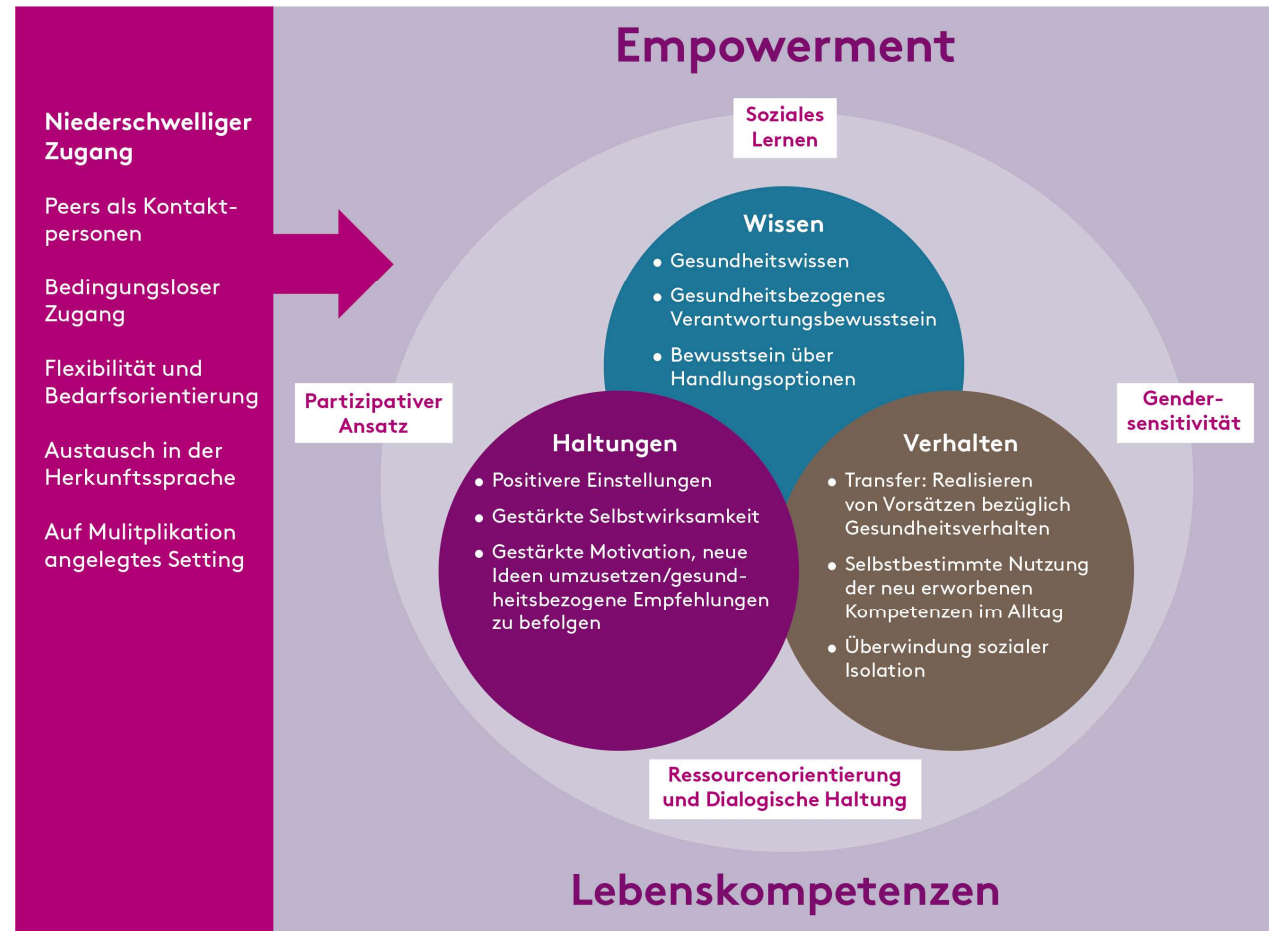 Empowerment
Niederschwelliger
Zugang
Peers als Kontakt-
personen
Bedingungsloser
Zugang
Flexibilität und
Bedarfsorientierung
Austausch in der
Herkunftssprache
Auf Mulitplikation
angelegtes Setting
Soziales
Lernen
Wissen
• Gesundheitswissen
• Gesundheitsbezogenes
Verantwortungsbewusstsein
• Bewusstsein über
Handlungsoptionen
Partizipativer
Ansatz
Gender-
sensitivität
Haltungen
• Positivere Einstellungen
• Gestärkte Selbstwirksamkeit
• Gestärkte Motivation, neue
Ideen umzusetzen/gesund-
heitsbezogene Empfehlungen
zu befolgen
Verhalten
• Transfer: Realisieren
von Vorsätzen bezüglich
Gesundheitsverhalten
• Selbstbestimmte Nutzung
der neu erworbenen
Kompetenzen im Alltag
• Überwindung sozialer
Isolation
Ressourcenorientierung
und Dialogische Haltung
Lebenskompetenzen